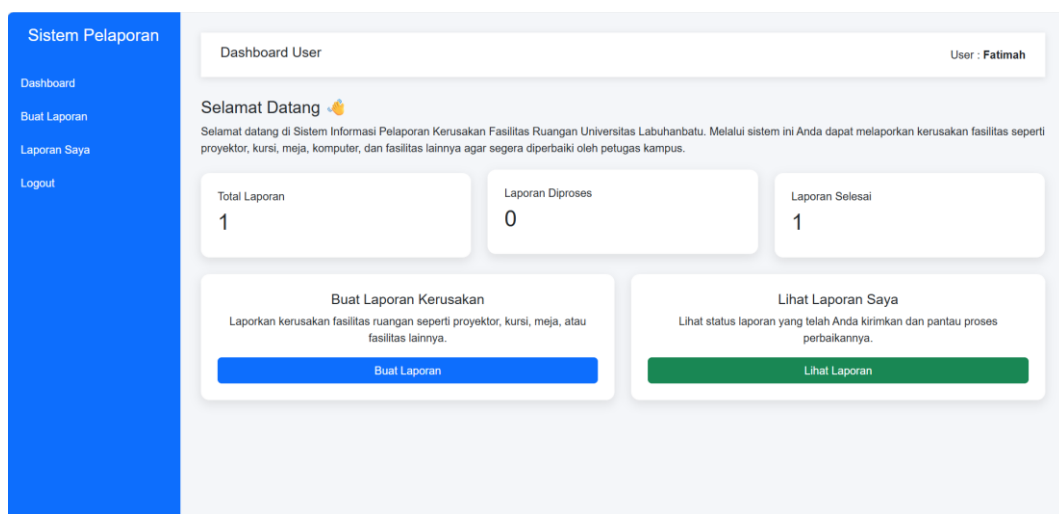 Sistem Pelaporan
Dashboard
Buat Laporan
Laporan Saya
Logout
Dashboard User
User : Fatimah
Selamat Datang 👋
Selamat datang di Sistem Informasi Pelaporan Kerusakan Fasilitas Ruangan Universitas Labuhanbatu. Melalui sistem ini Anda dapat melaporkan kerusakan fasilitas seperti
proyektor, kursi, meja, komputer, dan fasilitas lainnya agar segera diperbaiki oleh petugas kampus.
Total Laporan
1
Laporan Diproses
0
Laporan Selesai
1
Buat Laporan Kerusakan
Laporkan kerusakan fasilitas ruangan seperti proyektor, kursi, meja, atau
fasilitas lainnya.
Buat Laporan
Lihat Laporan Saya
Lihat status laporan yang telah Anda kirimkan dan pantau proses
perbaikannya.
Lihat Laporan